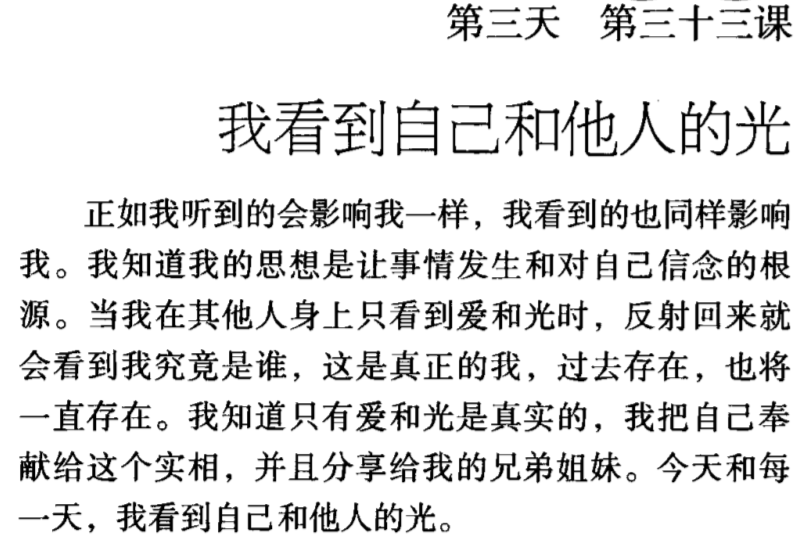 第三天 第三十三课
我看到自己和他人的光
正如我听到的会影响我一样，我看到的也同样影响
我。我知道我的思想是让事情发生和对自己信念的根
源。当我在其他人身上只看到爱和光时，反射回来就
会看到我究竟是谁，这是真正的我，过去存在，也将
一直存在。我知道只有爱和光是真实的，我把自己奉
献给这个实相，并且分享给我的兄弟姐妹。今天和每
一天，我看到自己和他人的光。